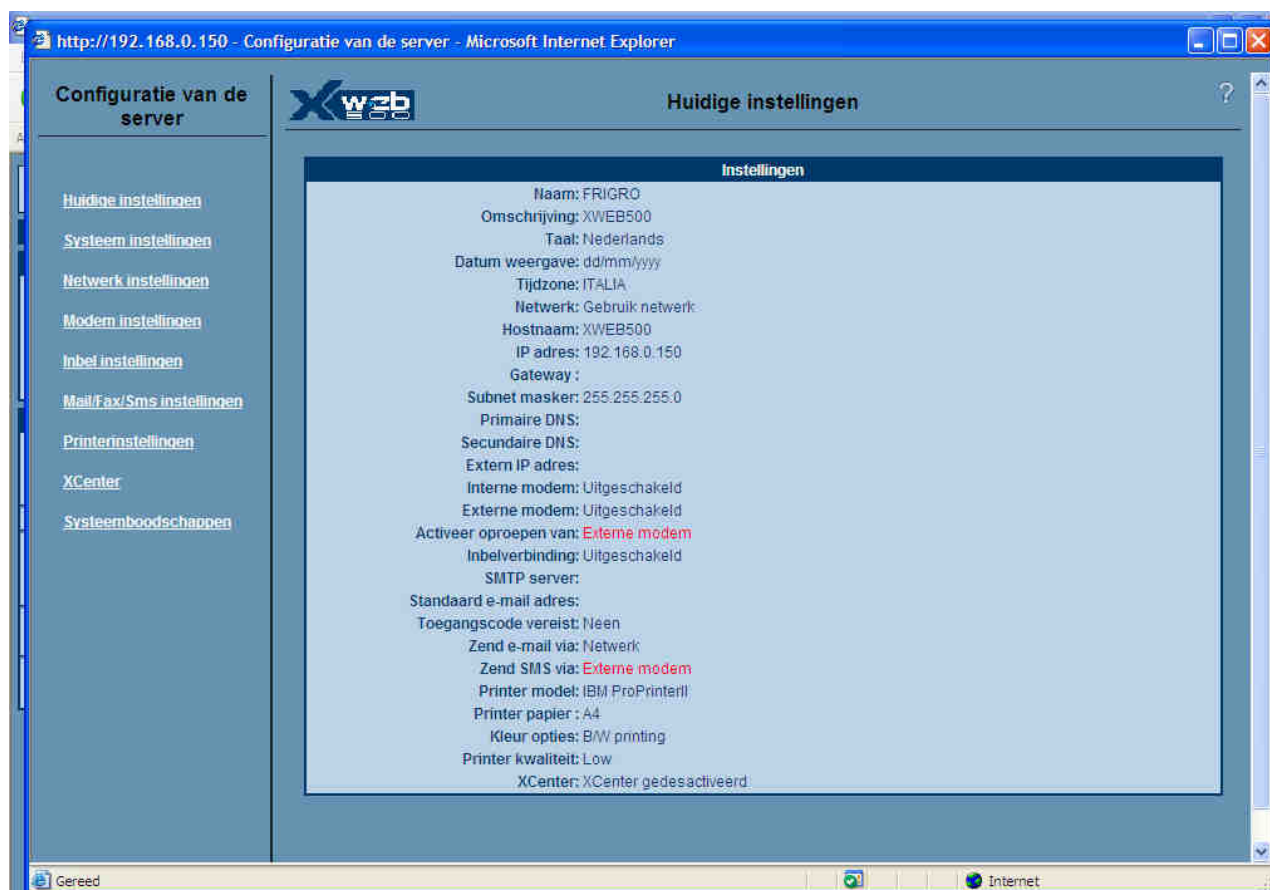 http://192.168.0.150 - Configuratie van de server - Microsoft Internet Explorer
Configuratie van de
server
Huidige instellingen
Systeem instellingen
Netwerk instellingen
Modem instellingen
Inbel instellingen
Mail/Fax/Sms instellingen
Printerinstellingen
XCenter
Systeemboodschappen
Xweb
Huidige instellingen
?
Instellingen
Naam: FRIGRO
Omschrijving: XWEB500
Taal: Nederlands
Datum weergave: dd/mm/yyyy
Tijdzone: ITALIA
Netwerk: Gebruik netwerk
Hostnaam: XWEB500
IP adres: 192.168.0.150
Gateway :
Subnet masker: 255.255.255.0
Primaire DNS:
Secundaire DNS:
Extern IP adres:
Interne modem: Uitgeschakeld
Externe modem: Uitgeschakeld
Activeer oproepen van: Externe modem
Inbelverbinding: Uitgeschakeld
SMTP server:
Standaard e-mail adres:
Toegangscode vereist: Neen
Zend e-mail via: Netwerk
Zend SMS via: Externe modem
Printer model: IBM ProPrinterII
Printer papier : A4
Kleur opties: B/W printing
Printer kwaliteit: Low
XCenter: XCenter gedesactiveerd
Gereed
Internet